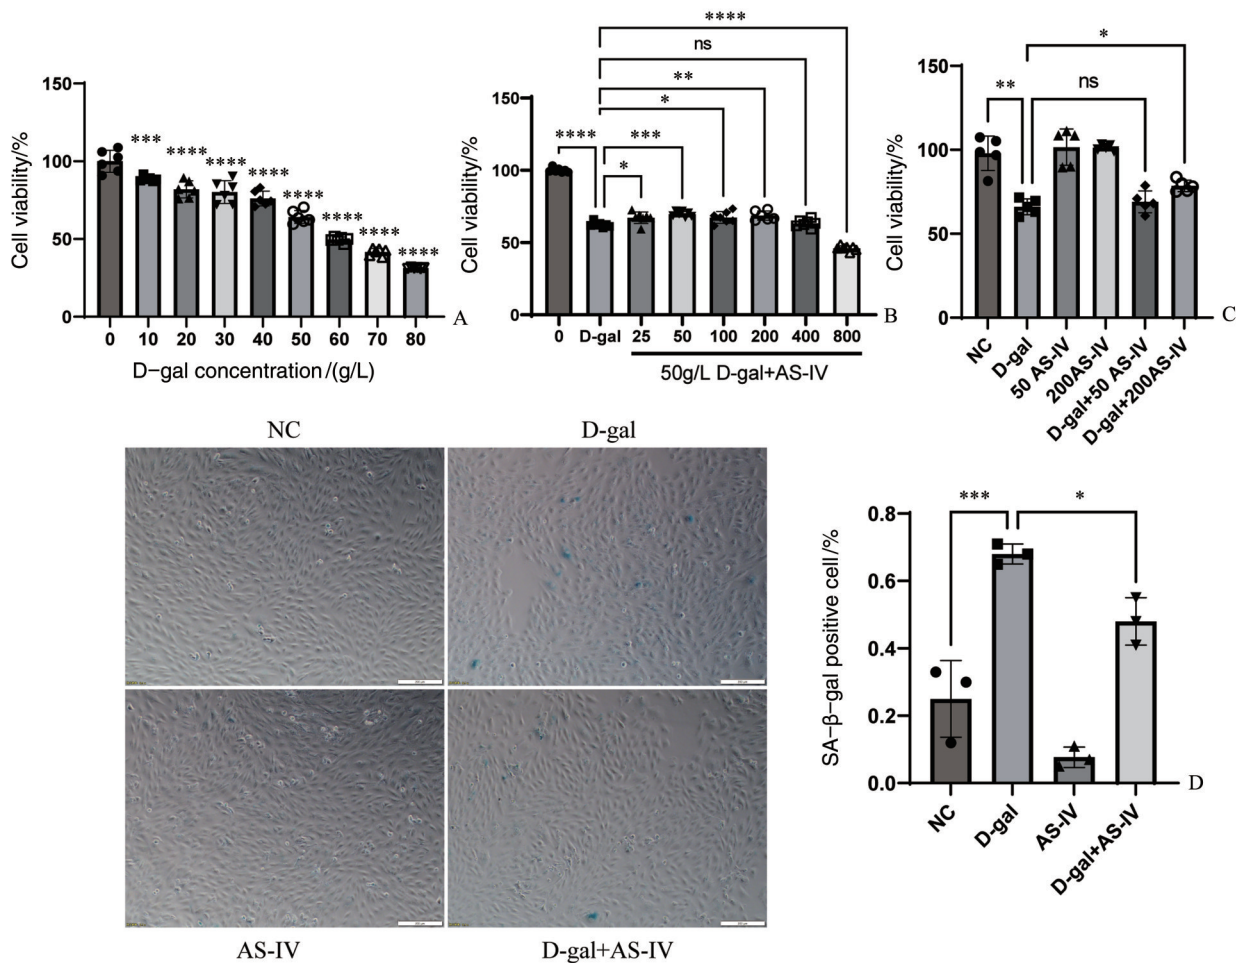 150
100
50
0
Cell viability/%
***
****
****
****
****
****
****
****
0 10 20 30 40 50 60 70 80
D-gal concentration/(g/L)
A
****
ns
**
*
****
***
*
150
100
50
0
Cell viability/%
0 D-gal 25 50 100 200 400 800
50g/L D-gal+AS-IV
B
*
ns
**
150
100
50
0
Cell viability/%
NC
D-gal
50 AS-IV
200AS-IV
D-gal+50 AS-IV
D-gal+200AS-IV
C
NC D-gal
AS-IV D-gal+AS-IV
***
*
0.8
0.6
0.4
0.2
0.0
SA-β-gal positive cell/%
NC
D-gal
AS-IV
D-gal+AS-IV
D